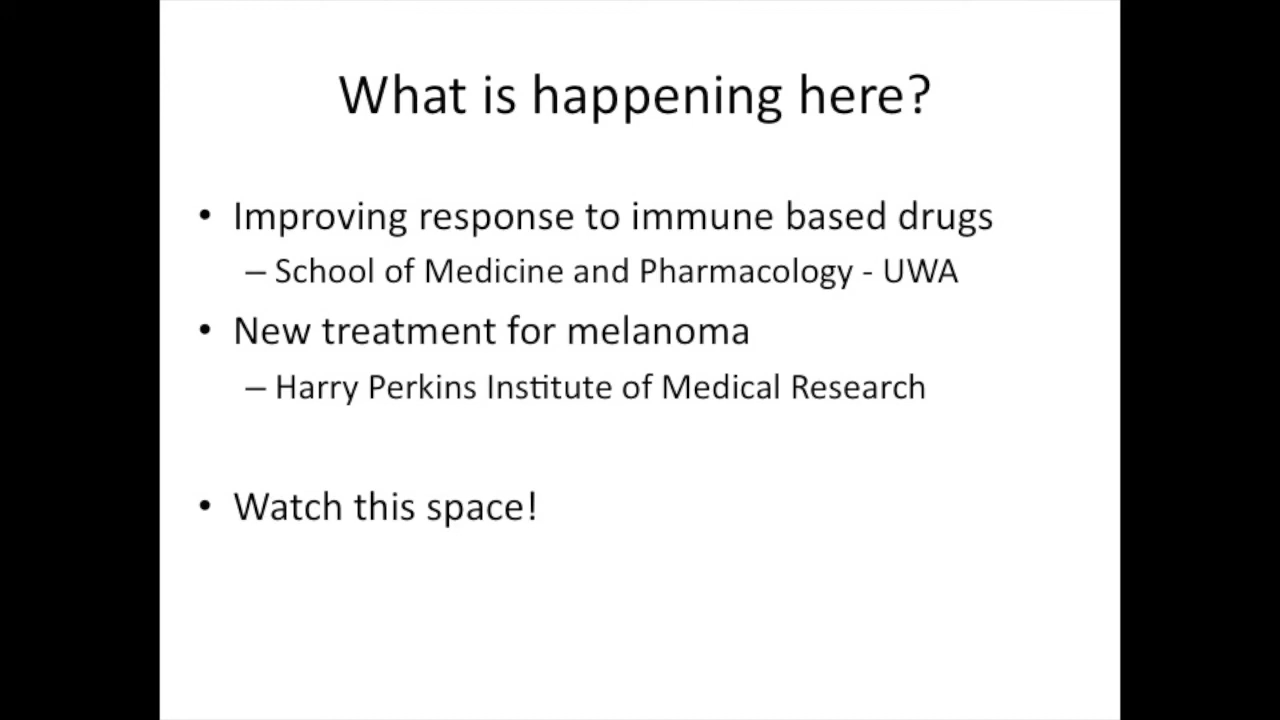 What is happening here?
• Improving response to immune based drugs
– School of Medicine and Pharmacology - UWA
• New treatment for melanoma
– Harry Perkins Institute of Medical Research
• Watch this space!